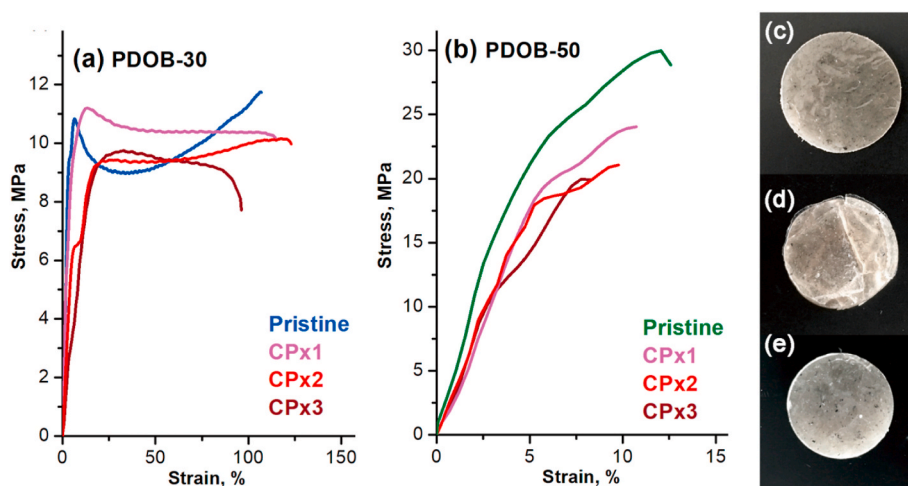 (a) PDOB-30
Stress, MPa
12
10
8
6
4
2
0
0 50 100 150
Strain, %
Pristine
CPx1
CPx2
CPx3
(b) PDOB-50
Stress, MPa
30
25
20
15
10
5
0
0 5 10 15
Strain, %
Pristine
CPx1
CPx2
CPx3
(c)
(d)
(e)